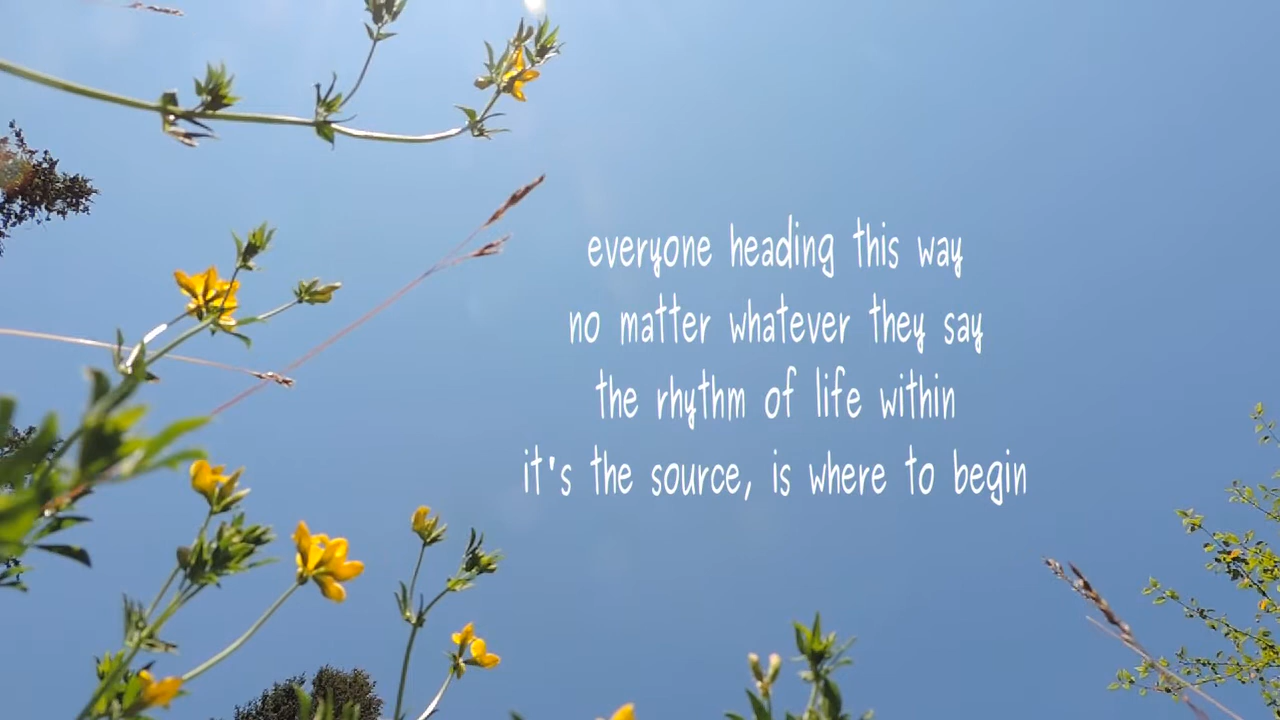 everyone heading this way
no matter whatever they say
the rhythm of life within
it's the source, is where to begin